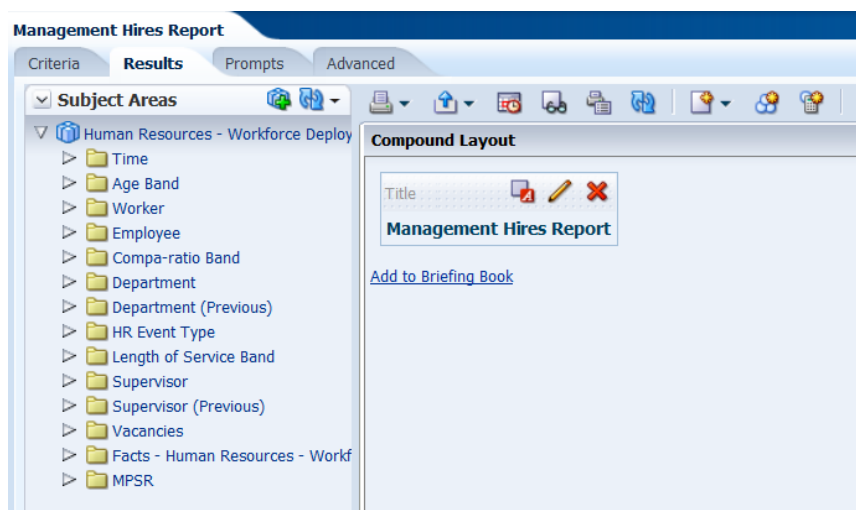 Management Hires Report
Criteria Results Prompts Advanced
Subject Areas
Human Resources - Workforce Deploy
Time
Age Band
Worker
Employee
Compa-ratio Band
Department
Department (Previous)
HR Event Type
Length of Service Band
Supervisor
Supervisor (Previous)
Vacancies
Facts - Human Resources - Workf
MPSR
Compound Layout
Title
Management Hires Report
Add to Briefing Book